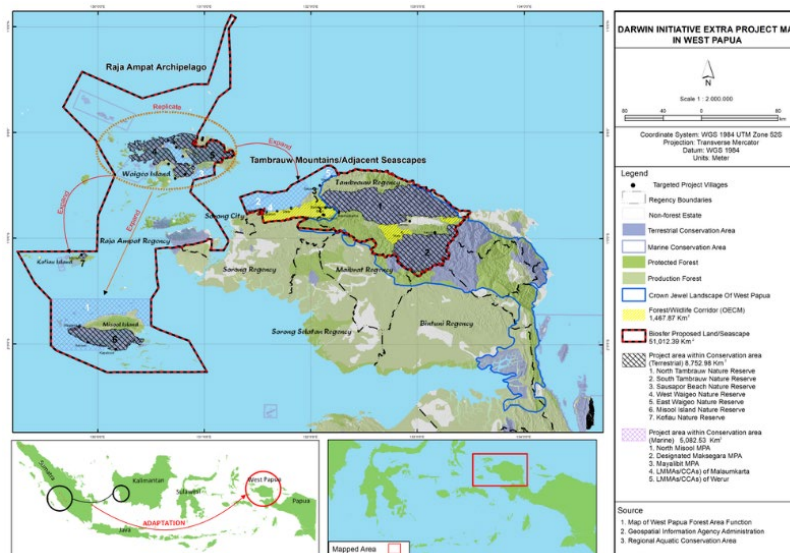 DARWIN INITIATIVE EXTRA PROJECT MA
IN WEST PAPUA
N
Scale 1 : 2.000.000
Coordinate System: WGS 1984 UTM Zone 52S
Projection: Transverse Mercator
Datum: WGS 1984
Units: Meter
Legend
Targeted Project Villages
Regency Boundaries
Non-forest Estate
Terrestrial Conservation Area
Marine Conservation Area
Protected Forest
Production Forest
Crown Jewel Landscape Of West Papua
Forest/Wildlife Corridor (OECM)
1,467.87 Km²
Biosfer Proposed Land/Seascape
51,012.39 Km²
Project area within Conservation area
(Terrestrial) 8,752.98 Km²
1. North Tambrauw Nature Reserve
2. South Tambrauw Nature Reserve
3. Sausapor Beach Nature Reserve
4. West Waigeo Nature Reserve
5. East Waigeo Nature Reserve
6. Misool Island Nature Reserve
7. Kofiau Nature Reserve
Project area within Conservation area
(Marine) 5,082.53 Km²
1. North Misool MPA
2. Designated Maksegara MPA
3. Mayalibit MPA
4. LMMAs/CCAs of Malaumkarta
5. LMMAs/CCAs of Werur
Source
1. Map of West Papua Forest Area Function
2. Geospatial Information Agency Administration
3. Regional Aquatic Conservation Area
Raja Ampat Archipelago
Replicate
Expand
Tambrauw Mountains/Adjacent Seascapes
Waigeo Island
Tambrauw Regency
Expand
Expand
Sorong City
Raja Ampat Regency
Kofiau Island
Sorong Regency
Maibrat Regency
Misool Island
Sorong Selatan Regency
Bintuni Regency
Sumatra
Kalimantan
Sulawesi
West Papua
Papua
Java
ADAPTATION
Mapped Area